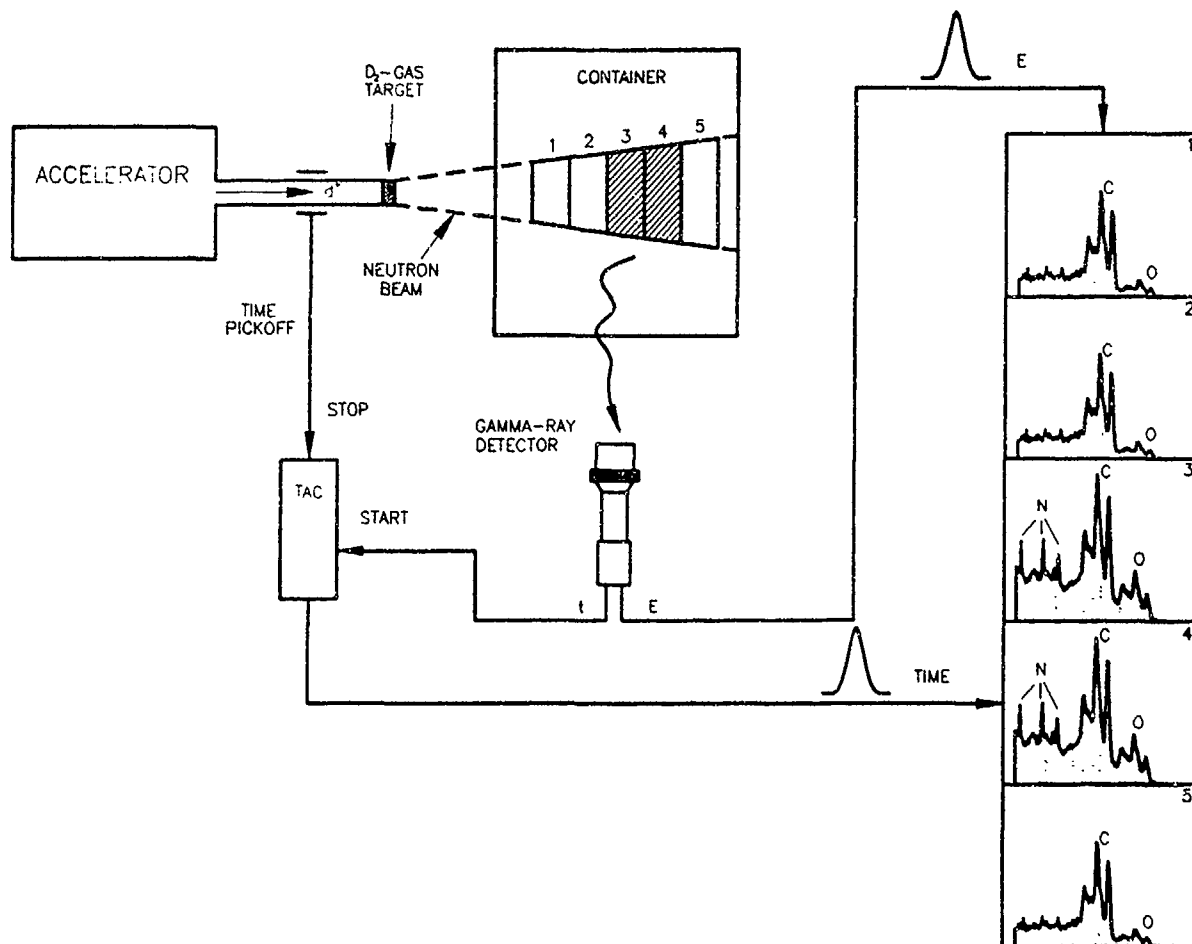 D₂-GAS
TARGET
CONTAINER
E
ACCELERATOR
d⁺
1 2 3 4 5
NEUTRON
BEAM
TIME
PICKOFF
STOP
GAMMA-RAY
DETECTOR
TAC
START
t E
TIME
1
C
O
2
C
O
3
N
C
O
4
N
C
O
5
C
O